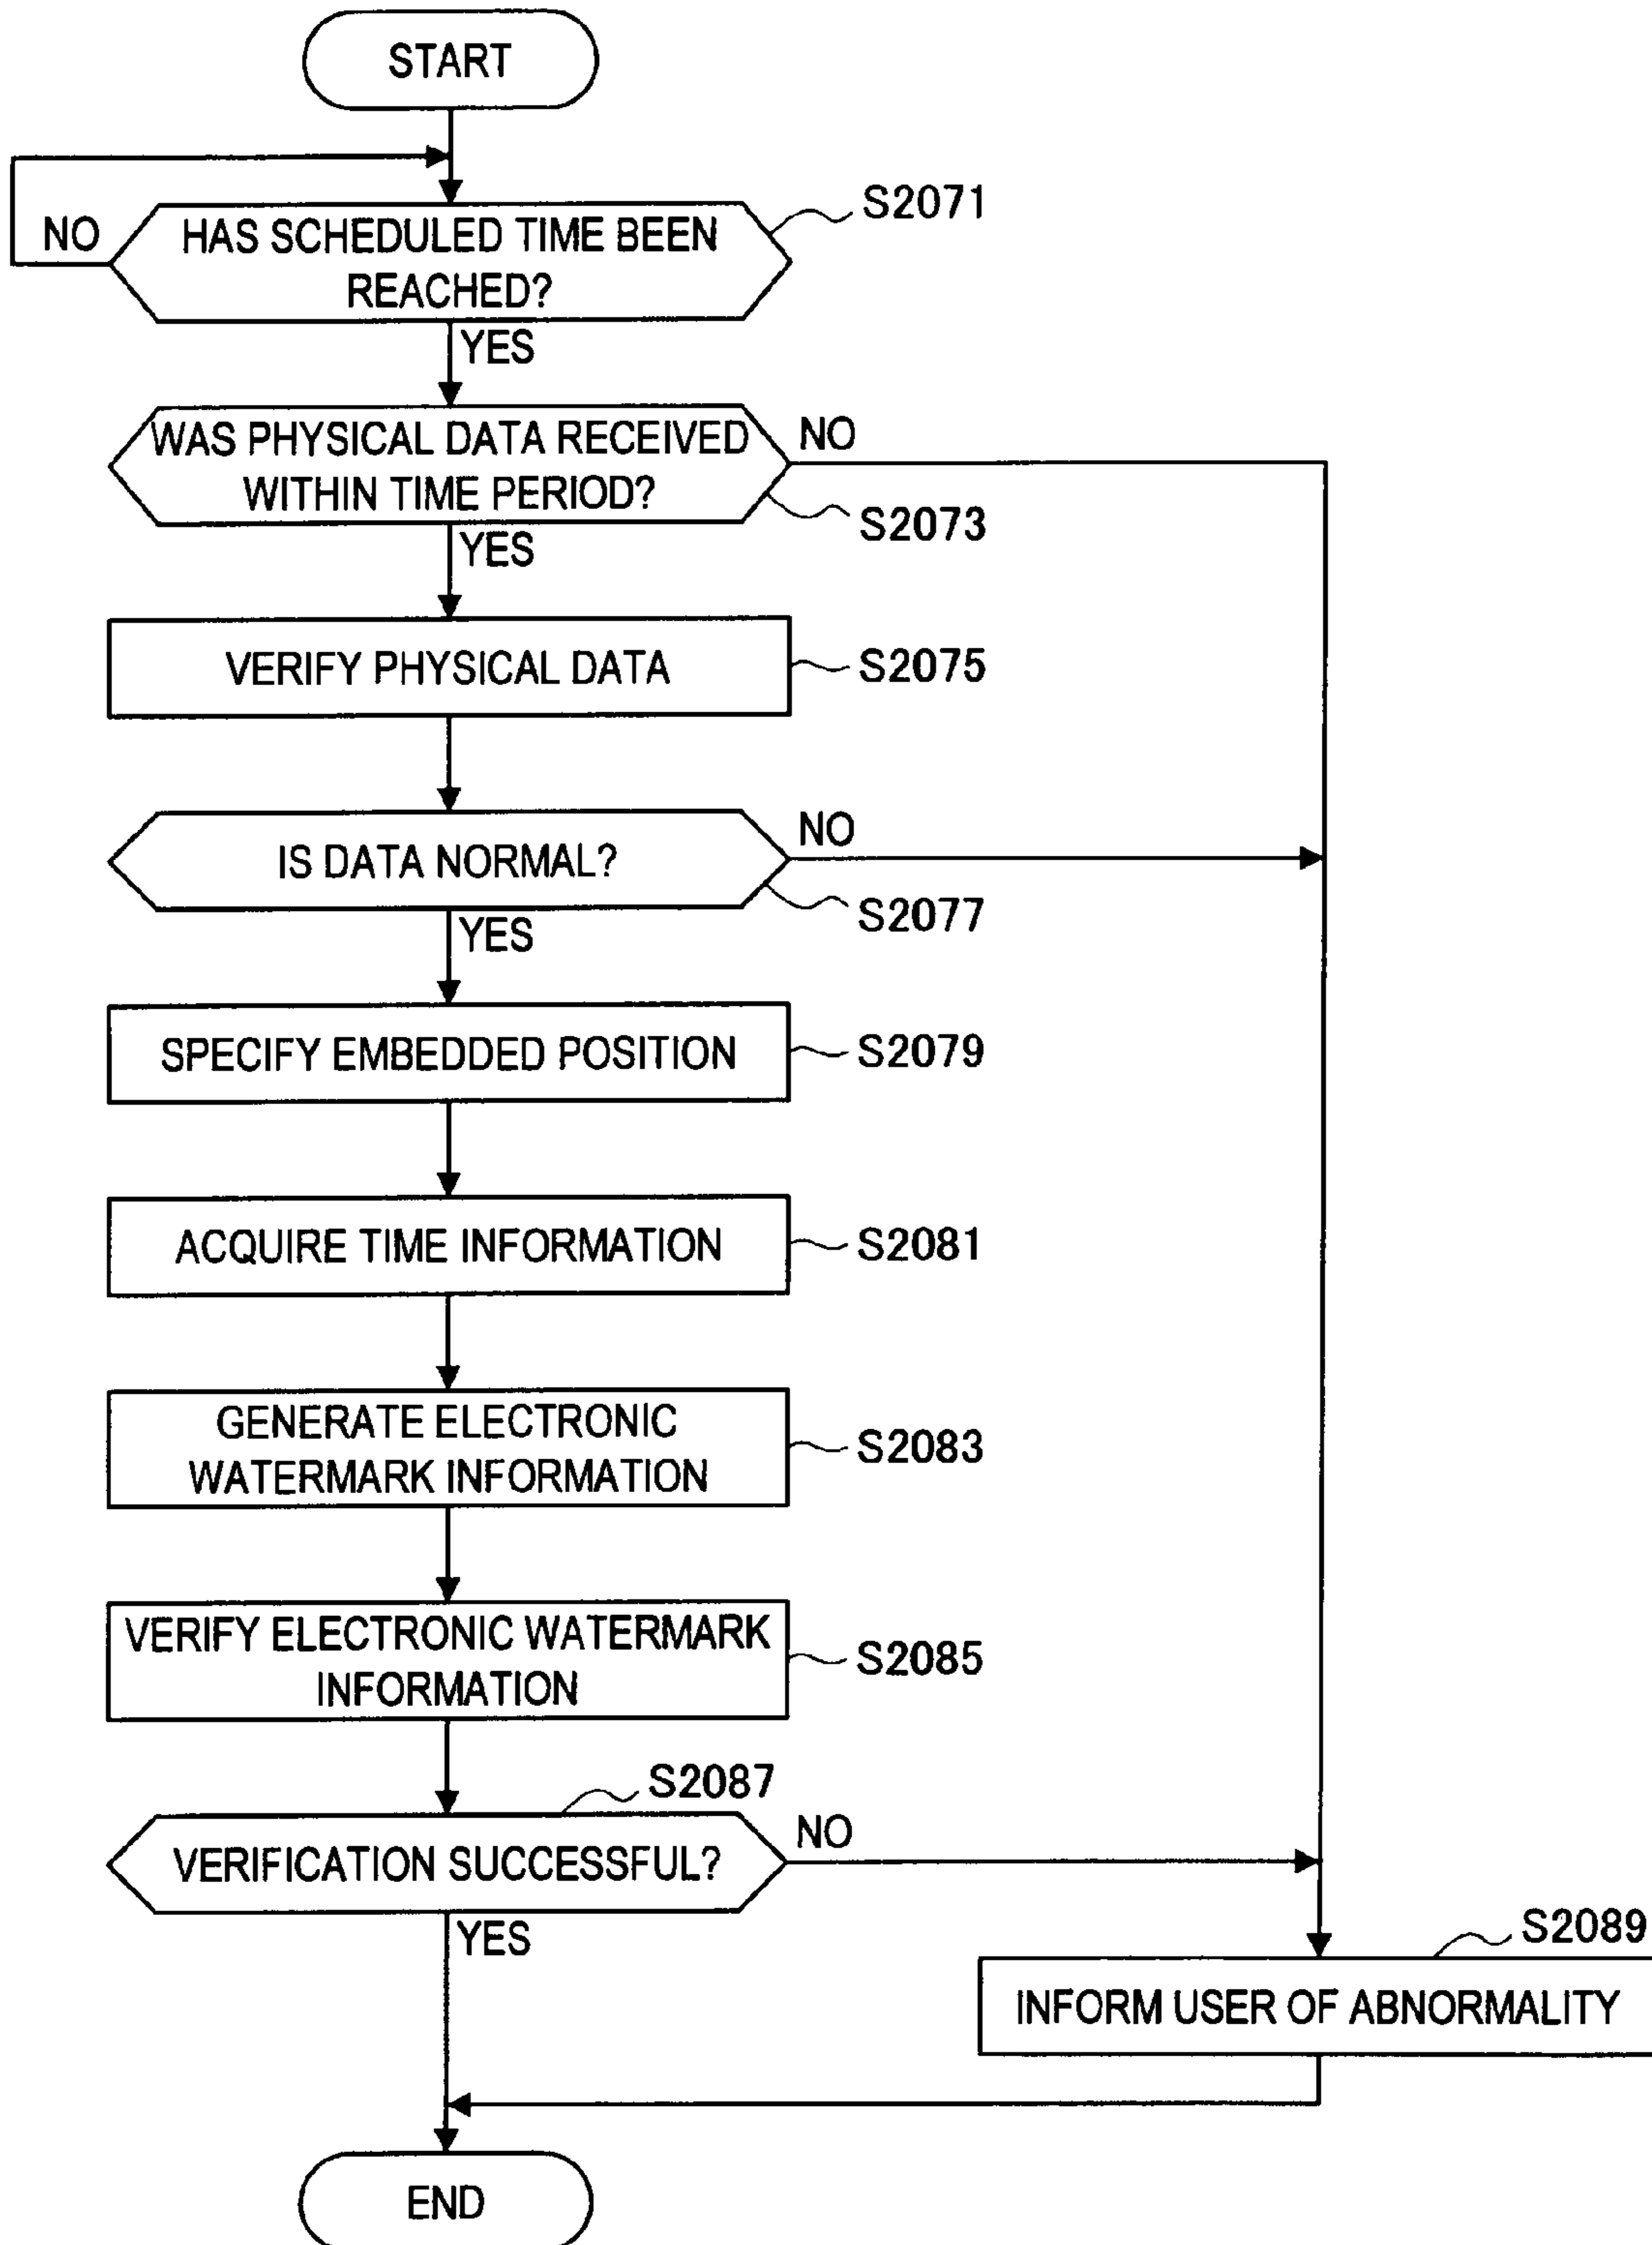 START
S2071
NO
HAS SCHEDULED TIME BEEN
REACHED?
YES
WAS PHYSICAL DATA RECEIVED
WITHIN TIME PERIOD?
NO
S2073
YES
VERIFY PHYSICAL DATA
S2075
IS DATA NORMAL?
NO
S2077
YES
SPECIFY EMBEDDED POSITION
S2079
ACQUIRE TIME INFORMATION
S2081
GENERATE ELECTRONIC
WATERMARK INFORMATION
S2083
VERIFY ELECTRONIC WATERMARK
INFORMATION
S2085
S2087
VERIFICATION SUCCESSFUL?
NO
YES
S2089
INFORM USER OF ABNORMALITY
END